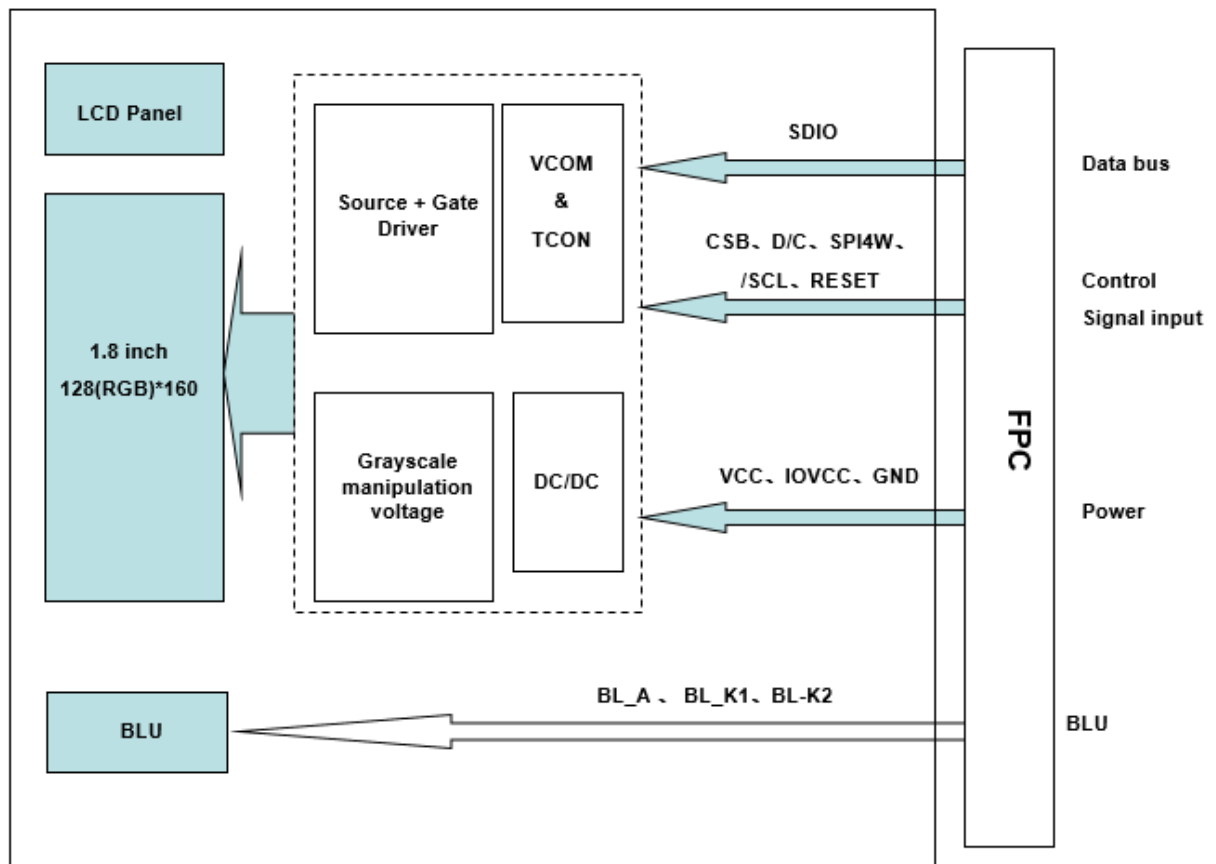 LCD Panel
1.8 inch
128(RGB)*160
Source + Gate
Driver
VCOM
&
TCON
Grayscale
manipulation
voltage
DC/DC
SDIO
CSB、D/C、SPI4W、
/SCL、RESET
VCC、IOVCC、GND
BLU
BL_A 、 BL_K1、BL-K2
FPC
Data bus
Control
Signal input
Power
BLU